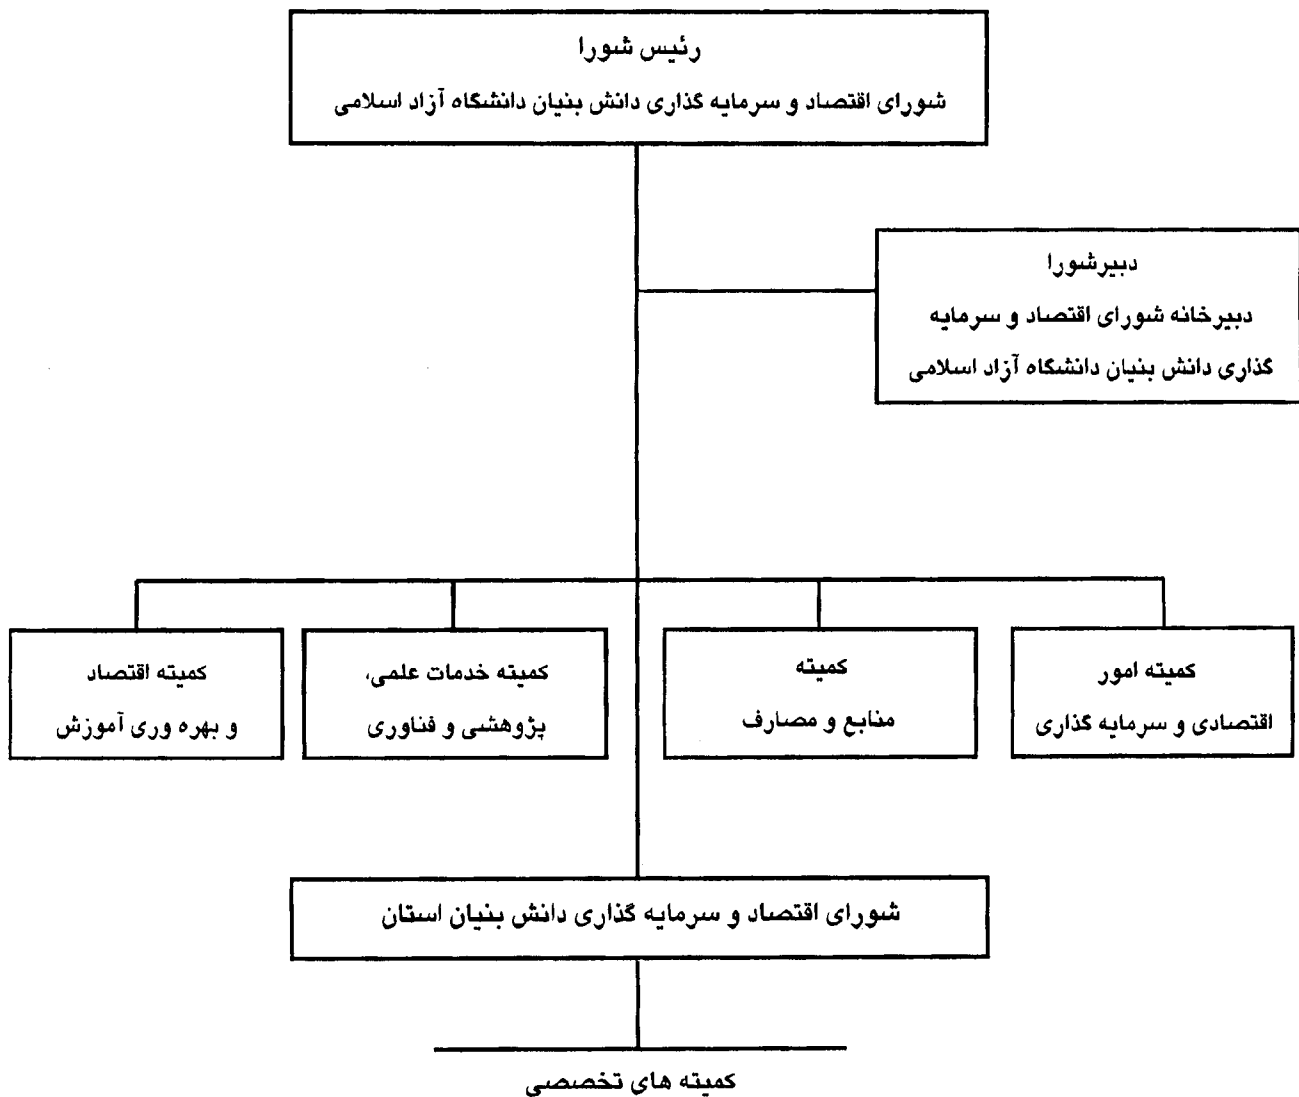 رئیس شورا
شورای اقتصاد و سرمایه گذاری دانش بنیان دانشگاه آزاد اسلامی
دبیرشورا
دبیرخانه شورای اقتصاد و سرمایه
گذاری دانش بنیان دانشگاه آزاد اسلامی
کمیته امور
اقتصادی و سرمایه گذاری
کمیته
منابع و مصارف
کمیته خدمات علمی،
پژوهشی و فناوری
کمیته اقتصاد
و بهره وری آموزش
شورای اقتصاد و سرمایه گذاری دانش بنیان استان
کمیته های تخصصی